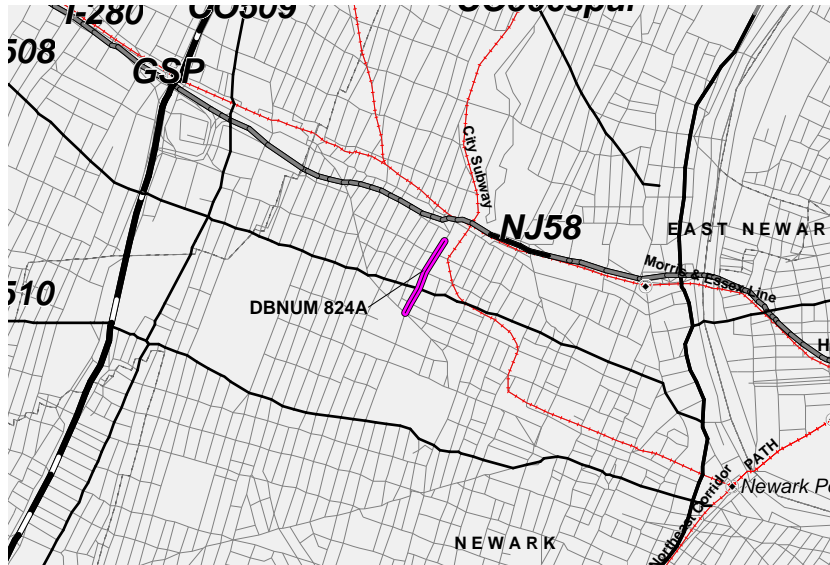 I-280
CO509
508
GSP
City Subway
NJ58
EAST NEWAR
510
Morris & Essex Line
DBNUM 824A
H
PATH
Newark Pe
Northeast Corridor
NEWARK